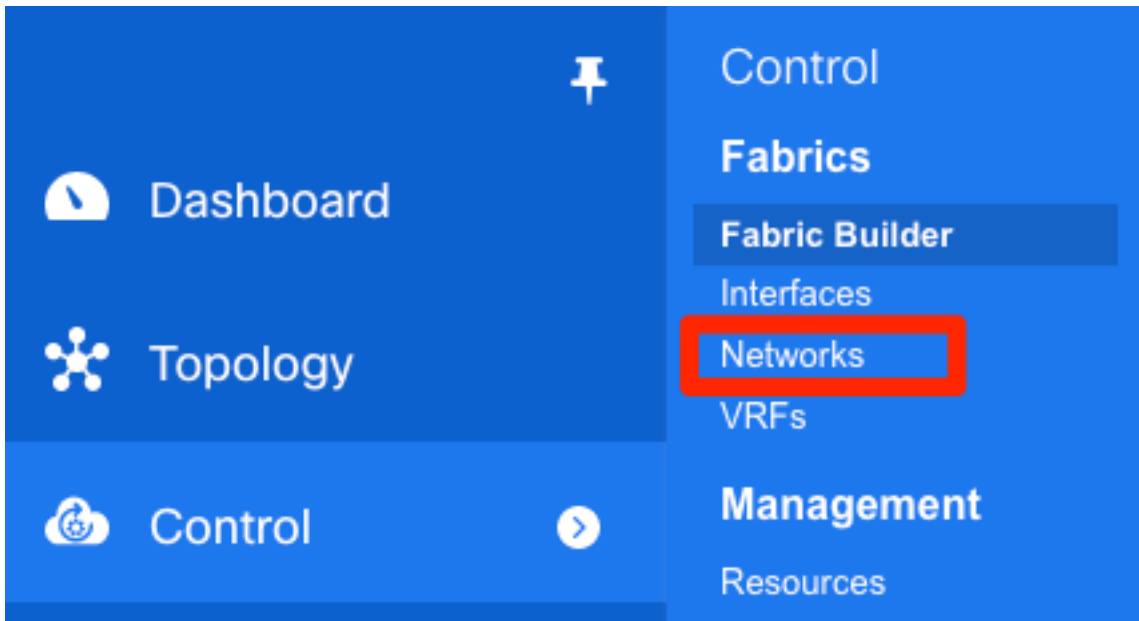 Dashboard
Topology
Control
Control
Fabrics
Fabric Builder
Interfaces
Networks
VRFs
Management
Resources